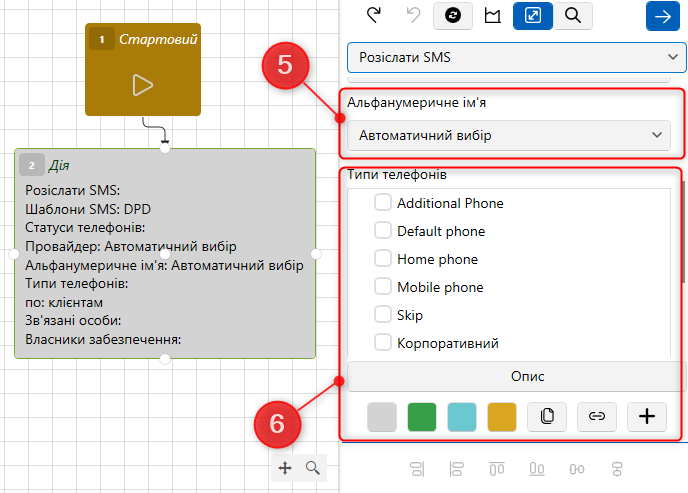 1 Стартовий
2 Дія
Розіслати SMS:
Шаблони SMS: DPD
Статуси телефонів:
Провайдер: Автоматичний вибір
Альфанумеричне ім'я: Автоматичний вибір
Типи телефонів:
по: клієнтам
Зв'язані особи:
Власники забезпечення:
5
6
Розіслати SMS
Альфанумеричне ім'я
Автоматичний вибір
Типи телефонів
Additional Phone
Default phone
Home phone
Mobile phone
Skip
Корпоративний
Опис